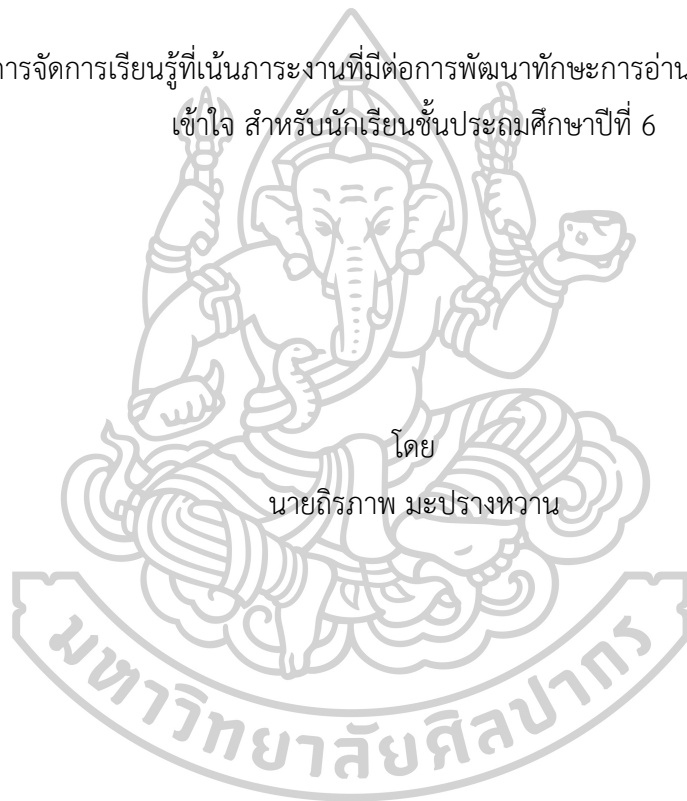 การจัดการเรียนรู้ที่เน้นภาระงานที่มีต่อการพัฒนาทักษะการอ่าน
เข้าใจ สำหรับนักเรียนชั้นประถมศึกษาปีที่ 6
โดย
นายถิรภาพ มะปรางหวาน
มหาวิทยาลัยศิลปากร